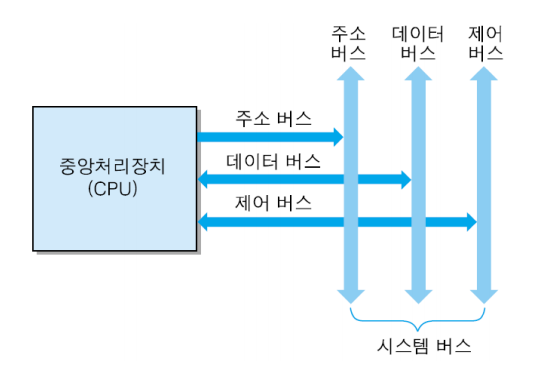 주소
버스
데이터
버스
제어
버스
주소 버스
중앙처리장치
(CPU)
데이터 버스
제어 버스
시스템 버스